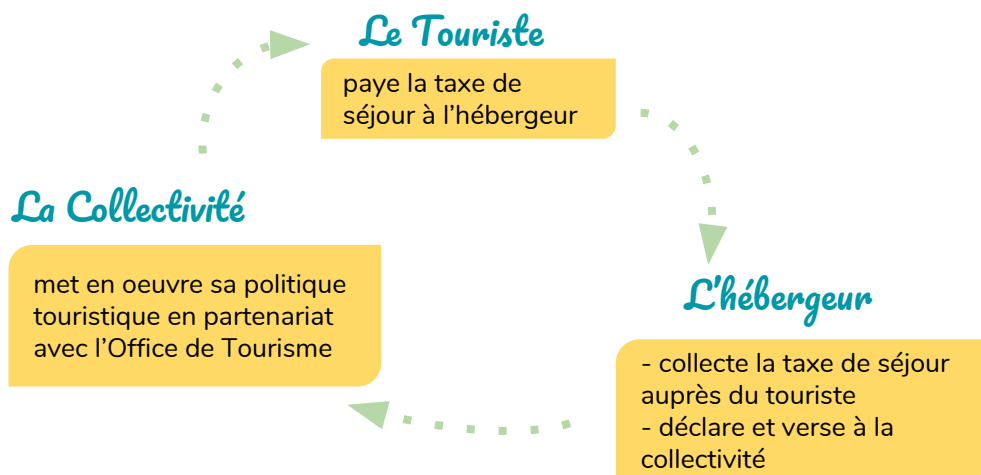 Le Touriste
paye la taxe de
séjour à l’hébergeur
La Collectivité
met en oeuvre sa politique
touristique en partenariat
avec l’Office de Tourisme
L’hébergeur
- collecte la taxe de séjour
auprès du touriste
- déclare et verse à la
collectivité